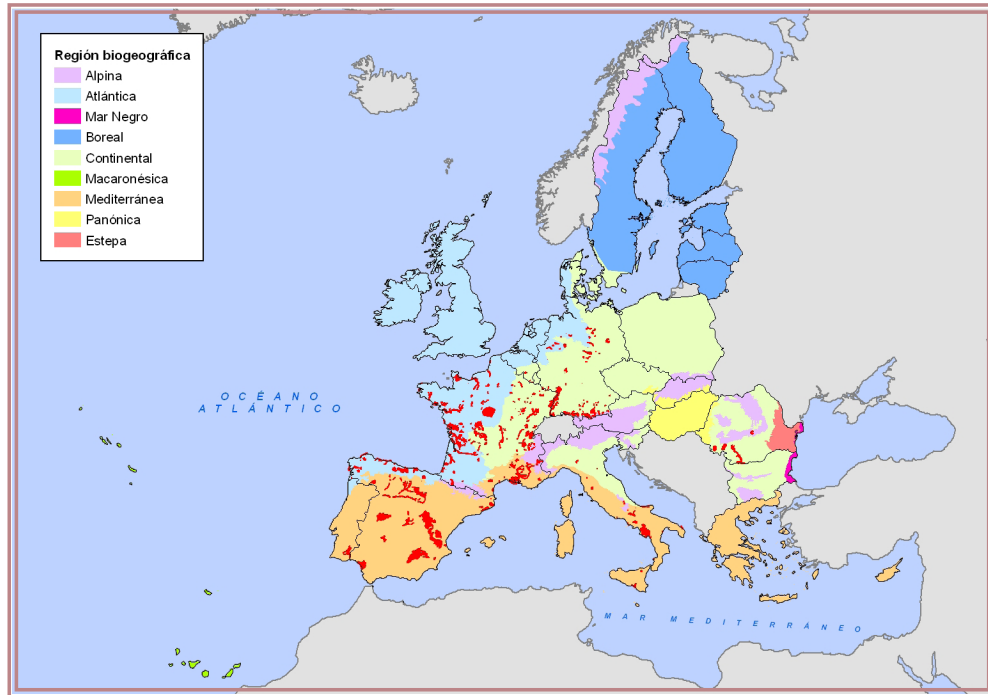 Región biogeográfica
Alpina
Atlántica
Mar Negro
Boreal
Continental
Macaronésica
Mediterránea
Panónica
Estepa
OCÉANO
ATLÁNTICO
MAR MEDITERRÁNEO